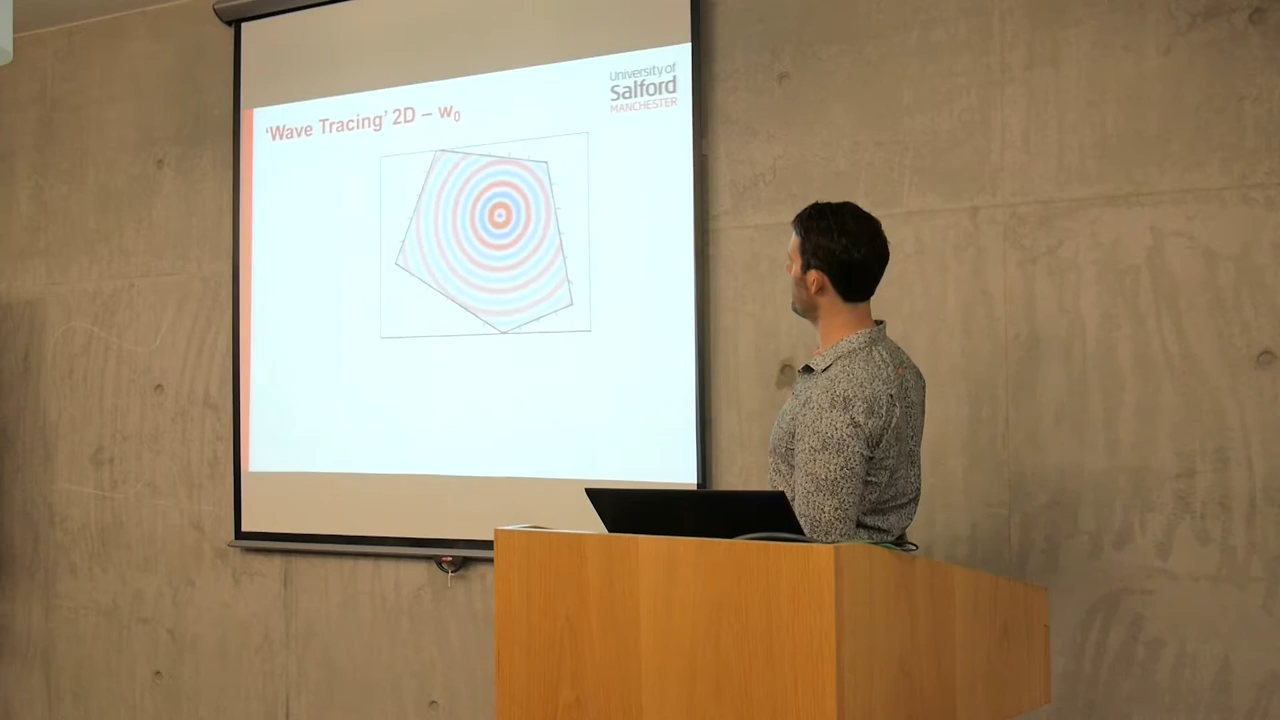 University of
Salford
MANCHESTER
'Wave Tracing' 2D – w₀